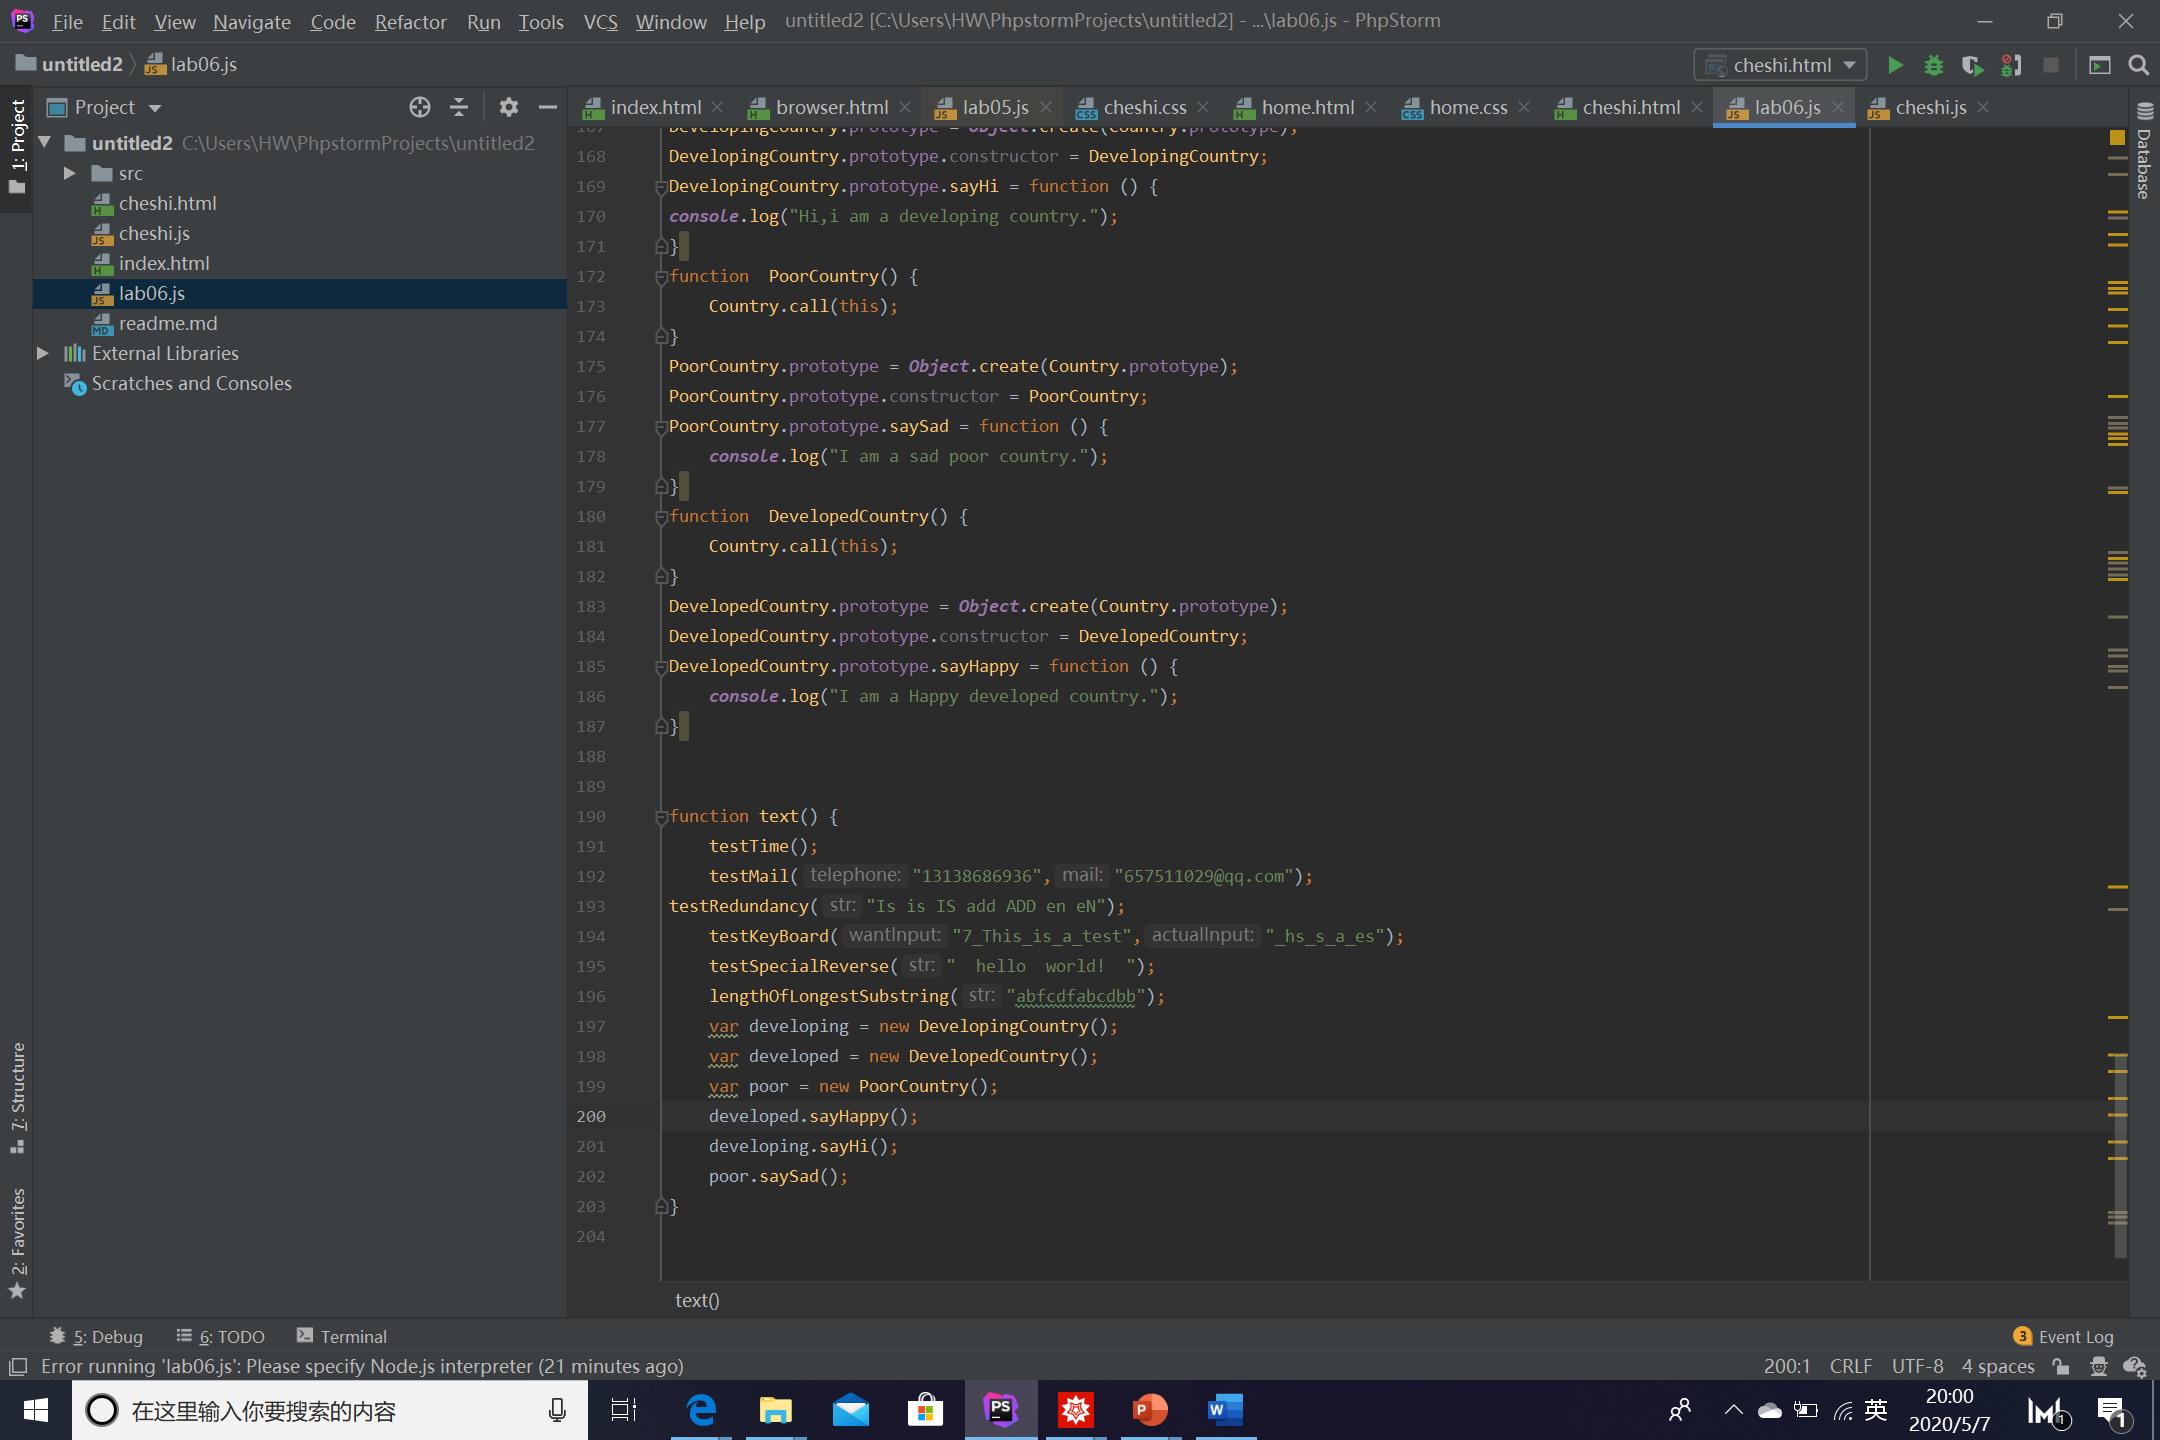 File Edit View Navigate Code Refactor Run Tools VCS Window Help untitled2 [C:\Users\HW\PhpstormProjects\untitled2] - ...\lab06.js - PhpStorm
untitled2 lab06.js cheshi.html
1: Project
Project
index.html browser.html lab05.js cheshi.css home.html home.css cheshi.html lab06.js cheshi.js
Database
untitled2 C:\Users\HW\PhpstormProjects\untitled2
src
cheshi.html
cheshi.js
index.html
lab06.js
readme.md
External Libraries
Scratches and Consoles
167 DevelopingCountry.prototype = Object.create(Country.prototype);
168 DevelopingCountry.prototype.constructor = DevelopingCountry;
169 DevelopingCountry.prototype.sayHi = function () {
170 console.log("Hi,i am a developing country.");
171 }
172 function  PoorCountry() {
173     Country.call(this);
174 }
175 PoorCountry.prototype = Object.create(Country.prototype);
176 PoorCountry.prototype.constructor = PoorCountry;
177 PoorCountry.prototype.saySad = function () {
178     console.log("I am a sad poor country.");
179 }
180 function  DevelopedCountry() {
181     Country.call(this);
182 }
183 DevelopedCountry.prototype = Object.create(Country.prototype);
184 DevelopedCountry.prototype.constructor = DevelopedCountry;
185 DevelopedCountry.prototype.sayHappy = function () {
186     console.log("I am a Happy developed country.");
187 }
188
189
190 function text() {
191     testTime();
192     testMail( telephone: "13138686936", mail: "657511029@qq.com");
193 testRedundancy( str: "Is is IS add ADD en eN");
194     testKeyBoard( wantInput: "7_This_is_a_test", actualInput: "_hs_s_a_es");
195     testSpecialReverse( str: "  hello  world!  ");
196     lengthOfLongestSubstring( str: "abfcdfabcdbb");
197     var developing = new DevelopingCountry();
198     var developed = new DevelopedCountry();
199     var poor = new PoorCountry();
200     developed.sayHappy();
201     developing.sayHi();
202     poor.saySad();
203 }
204
text()
7: Structure
2: Favorites
5: Debug 6: TODO Terminal 3 Event Log
Error running 'lab06.js': Please specify Node.js interpreter (21 minutes ago) 200:1 CRLF UTF-8 4 spaces
在这里输入你要搜索的内容
英
20:00
2020/5/7
1
1